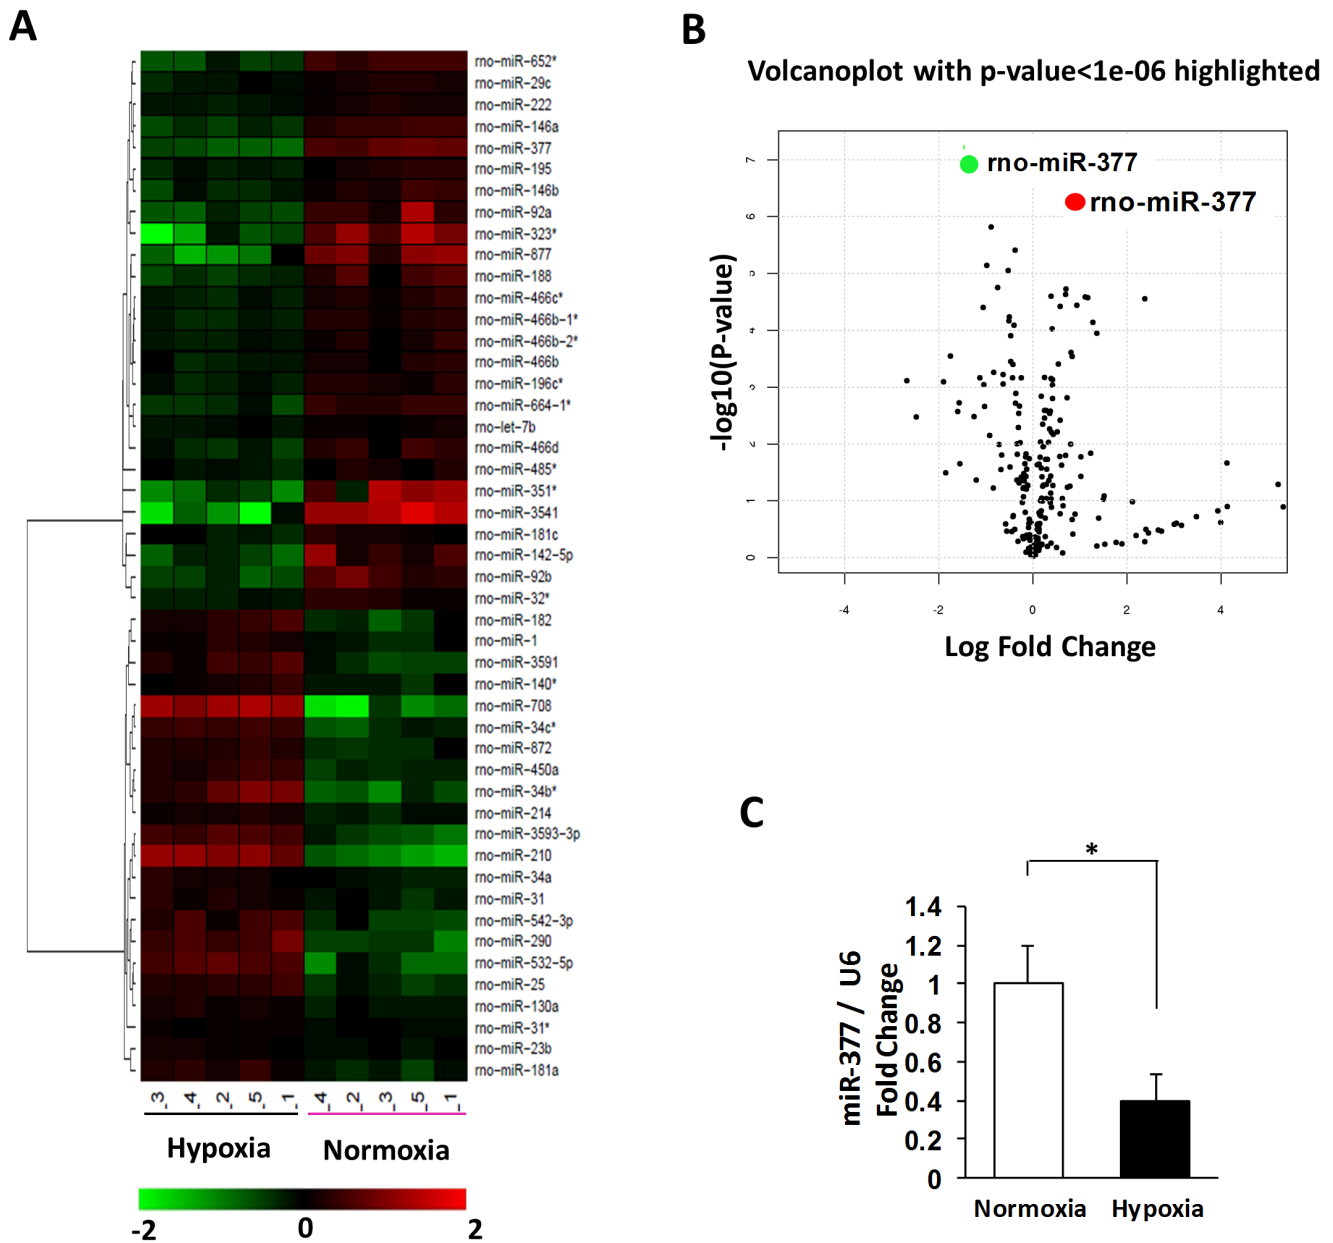 A
rno-miR-652*
rno-miR-29c
rno-miR-222
rno-miR-146a
rno-miR-377
rno-miR-195
rno-miR-146b
rno-miR-92a
rno-miR-323*
rno-miR-877
rno-miR-188
rno-miR-466c*
rno-miR-466b-1*
rno-miR-466b-2*
rno-miR-466b
rno-miR-196c*
rno-miR-664-1*
rno-let-7b
rno-miR-466d
rno-miR-485*
rno-miR-351*
rno-miR-3541
rno-miR-181c
rno-miR-142-5p
rno-miR-92b
rno-miR-32*
rno-miR-182
rno-miR-1
rno-miR-3591
rno-miR-140*
rno-miR-708
rno-miR-34c*
rno-miR-872
rno-miR-450a
rno-miR-34b*
rno-miR-214
rno-miR-3593-3p
rno-miR-210
rno-miR-34a
rno-miR-31
rno-miR-542-3p
rno-miR-290
rno-miR-532-5p
rno-miR-25
rno-miR-130a
rno-miR-31*
rno-miR-23b
rno-miR-181a
_3 _4 _2 _5 _1 _4 _2 _3 _5 _1
Hypoxia Normoxia
-2 0 2
B
Volcanoplot with p-value<1e-06 highlighted
rno-miR-377
rno-miR-377
-log10(P-value)
7
6
5
4
3
2
1
0
-4 -2 0 2 4
Log Fold Change
C
*
miR-377 / U6
Fold Change
1.4
1.2
1
0.8
0.6
0.4
0.2
0
Normoxia Hypoxia